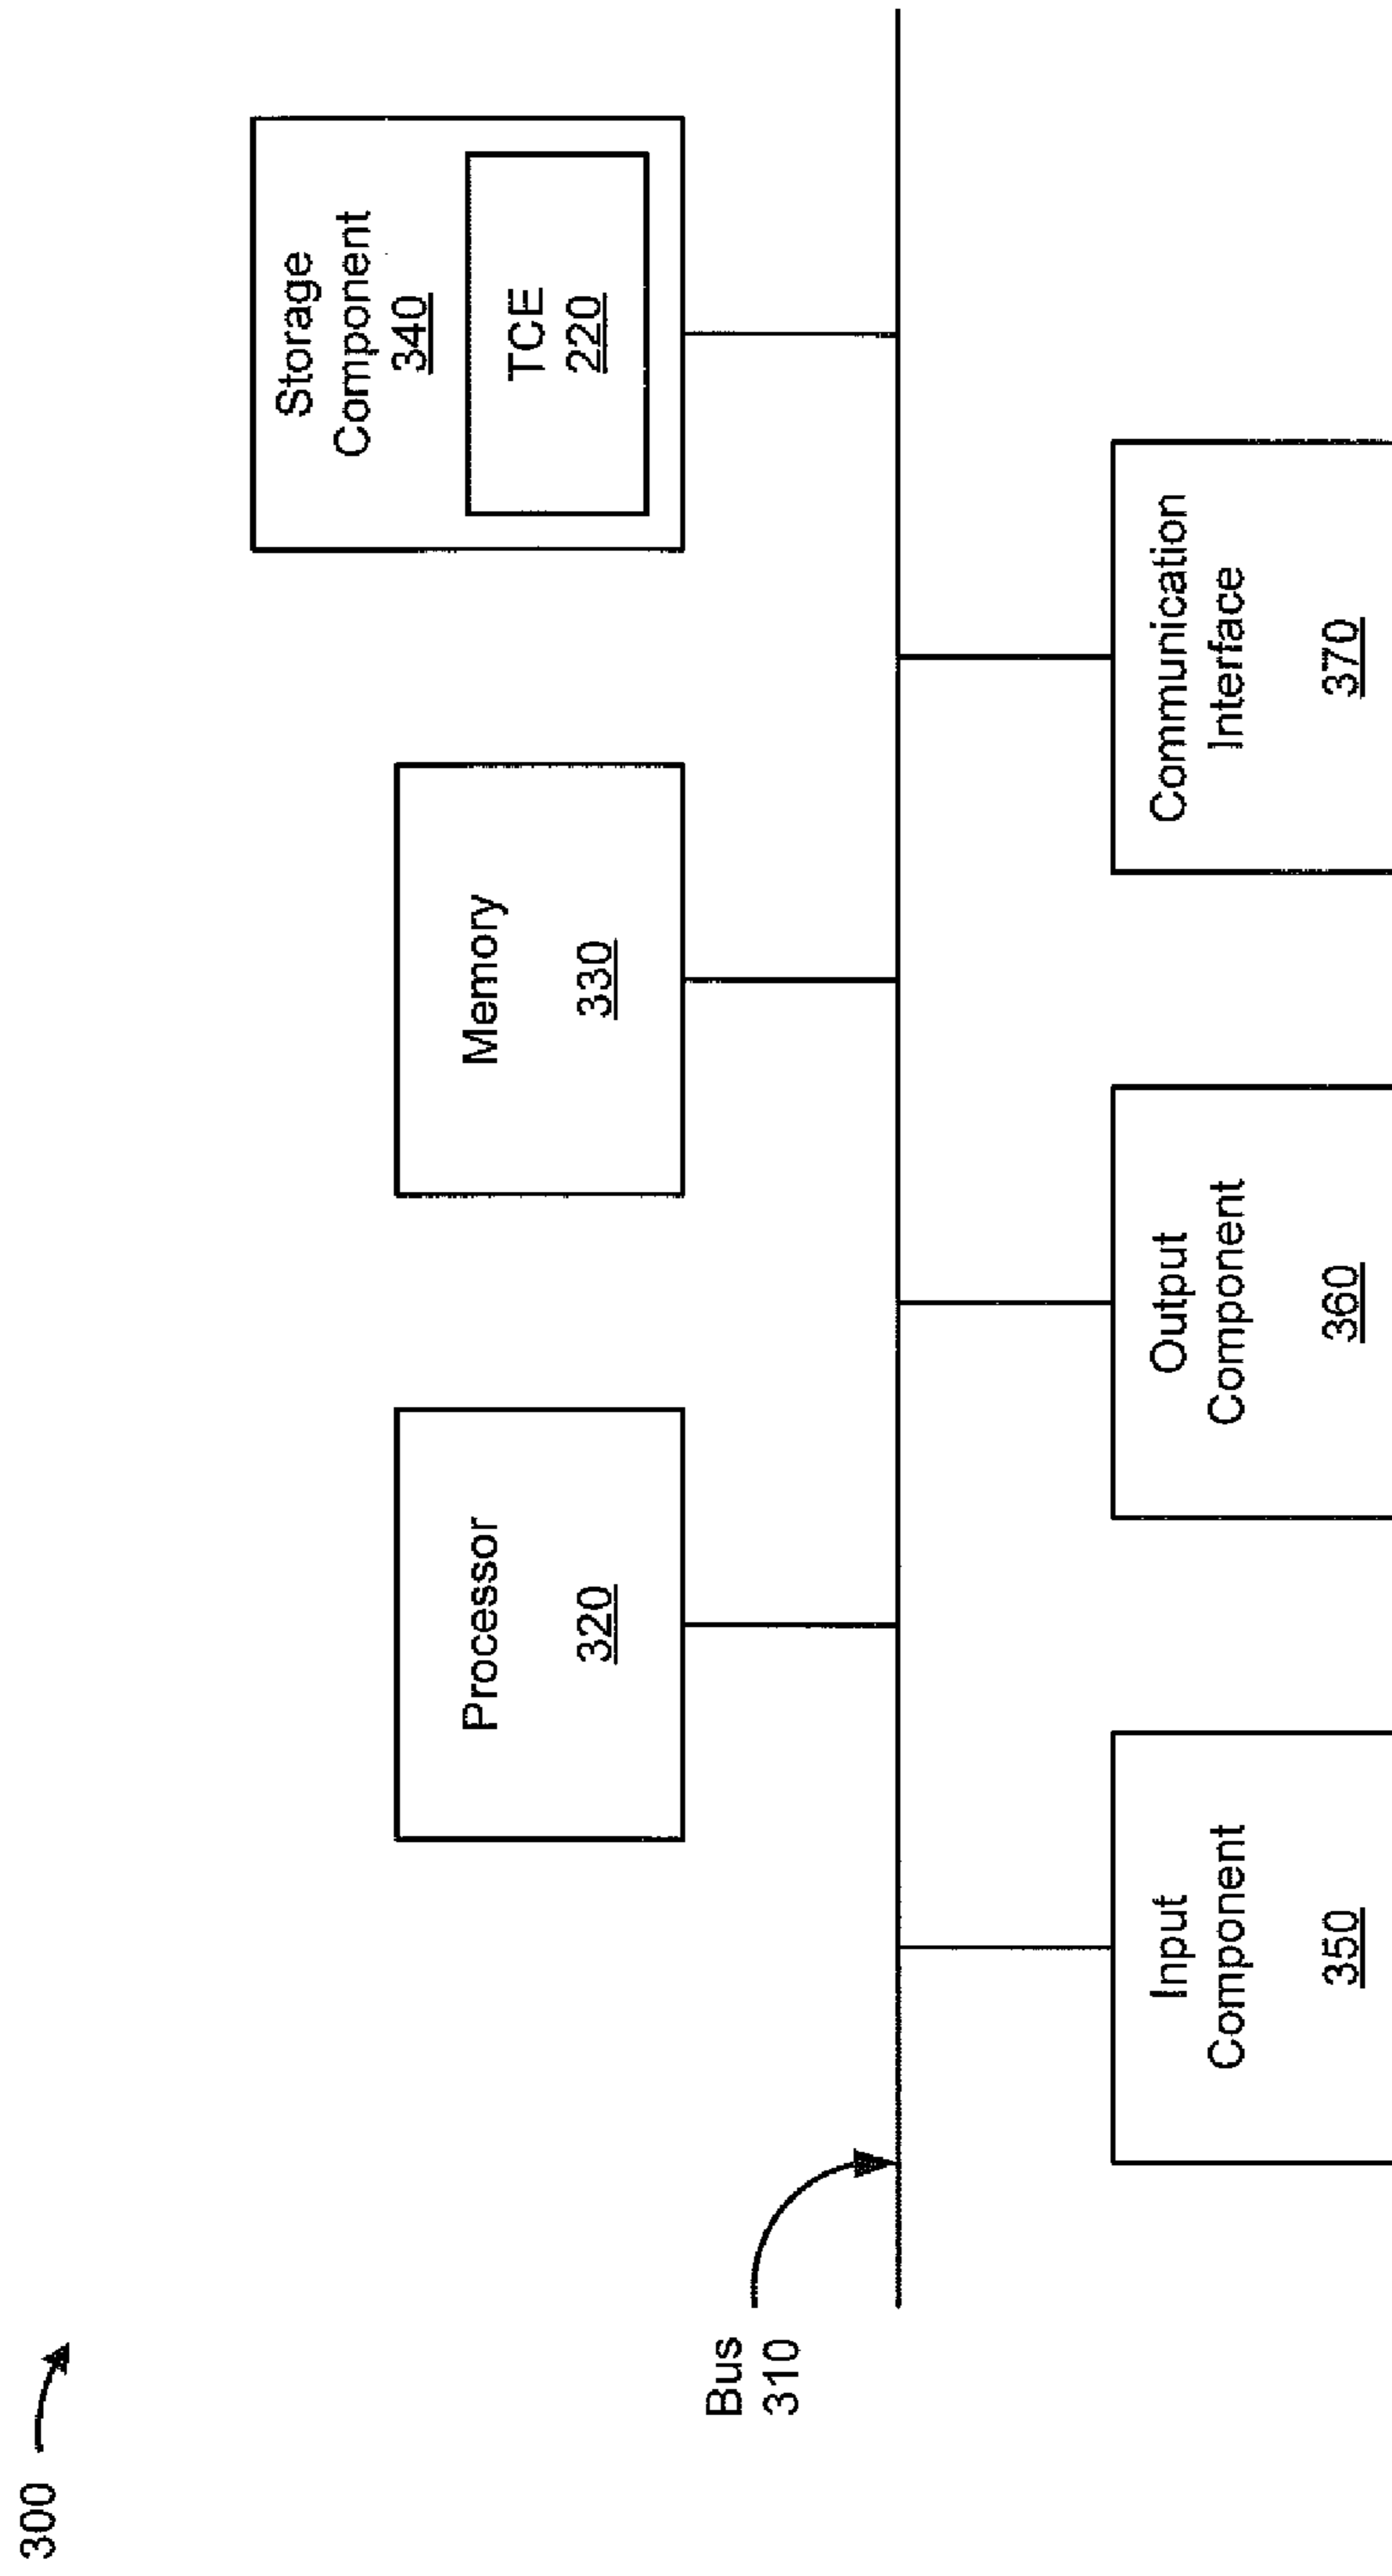 300
Bus
310
Processor
320
Memory
330
Storage
Component
340
TCE
220
Input
Component
350
Output
Component
360
Communication
Interface
370